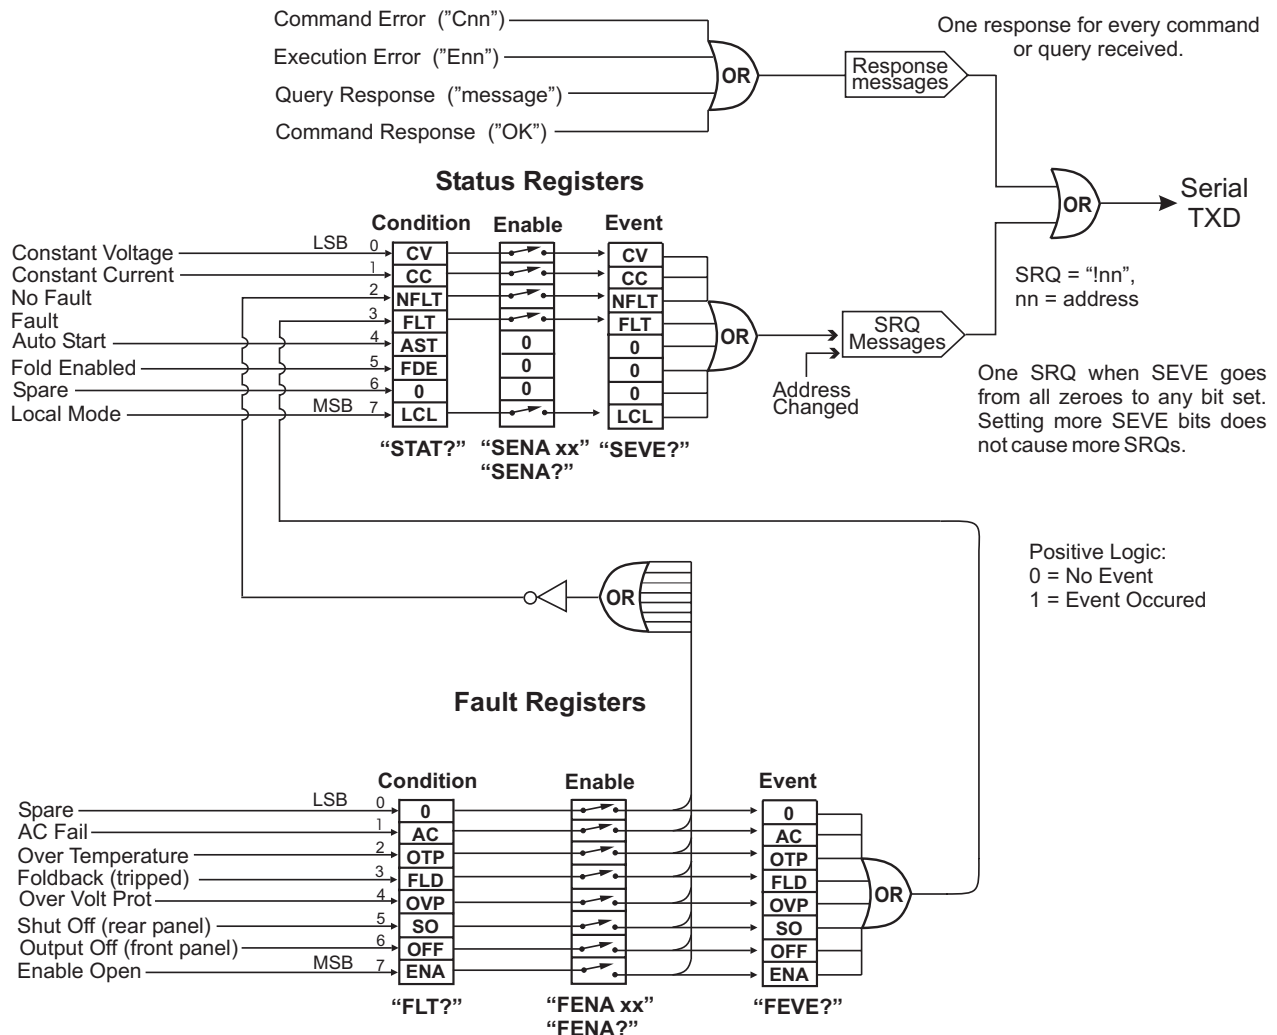 Command Error ("Cnn")
Execution Error ("Enn")
Query Response ("message")
Command Response ("OK")
OR
Response
messages
One response for every command
or query received.
OR
Serial
TXD
SRQ = “!nn”,
nn = address
Status Registers
Condition Enable Event
Constant Voltage LSB 0 CV CV
Constant Current 1 CC CC
No Fault 2 NFLT NFLT
Fault 3 FLT FLT
Auto Start 4 AST 0 0
Fold Enabled 5 FDE 0 0
Spare 6 0 0 0
Local Mode MSB 7 LCL LCL
“STAT?” “SENA xx” “SEVE?”
“SENA?”
OR
SRQ
Messages
Address
Changed
One SRQ when SEVE goes
from all zeroes to any bit set.
Setting more SEVE bits does
not cause more SRQs.
Positive Logic:
0 = No Event
1 = Event Occured
OR
Fault Registers
Condition Enable Event
Spare LSB 0 0 0
AC Fail 1 AC AC
Over Temperature 2 OTP OTP
Foldback (tripped) 3 FLD FLD
Over Volt Prot 4 OVP OVP
Shut Off (rear panel) 5 SO SO
Output Off (front panel) 6 OFF OFF
Enable Open MSB 7 ENA ENA
OR
“FLT?” “FENA xx” “FEVE?”
“FENA?”